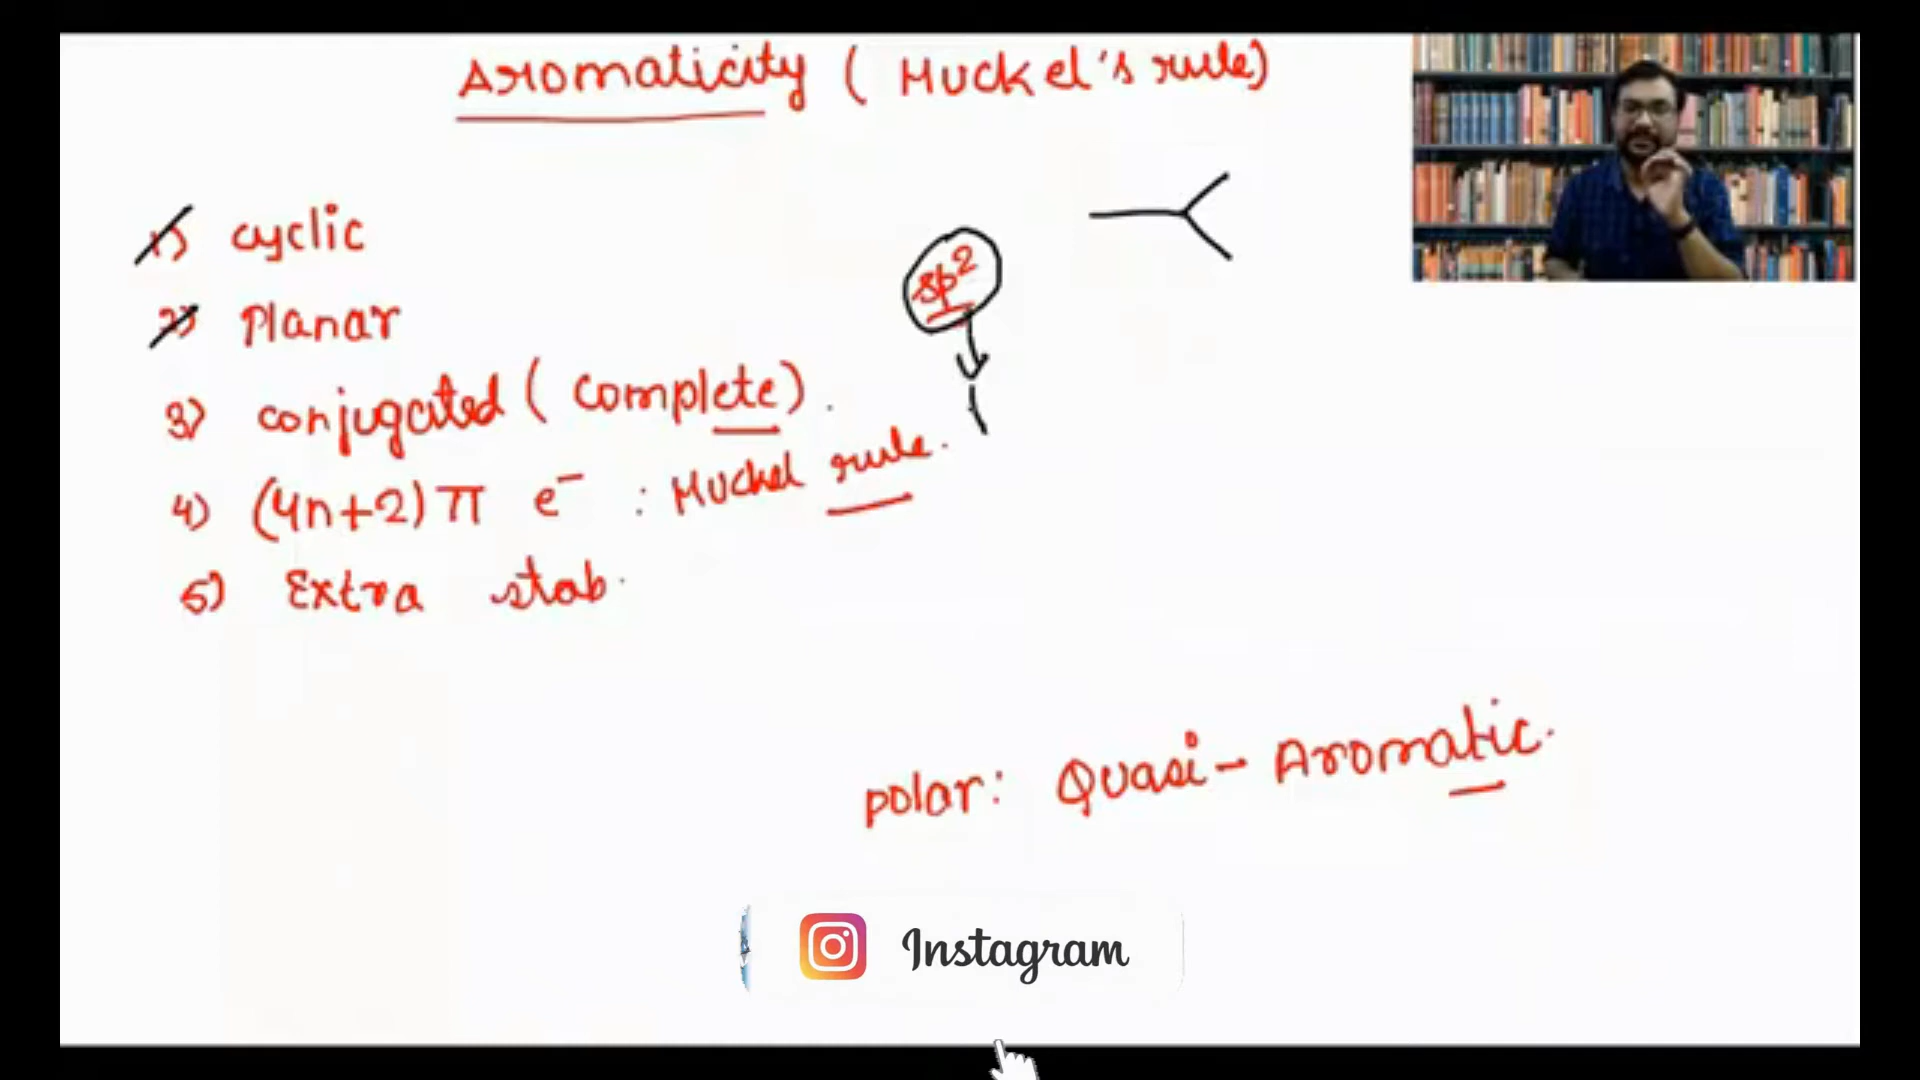 Aromaticity ( Huckel's rule)
1) cyclic
sp²
2) Planar
3) conjugated ( complete) .
4) (4n+2) π e⁻ : Huckel rule.
5) Extra stab.
polar: Quasi- Aromatic.
Instagram